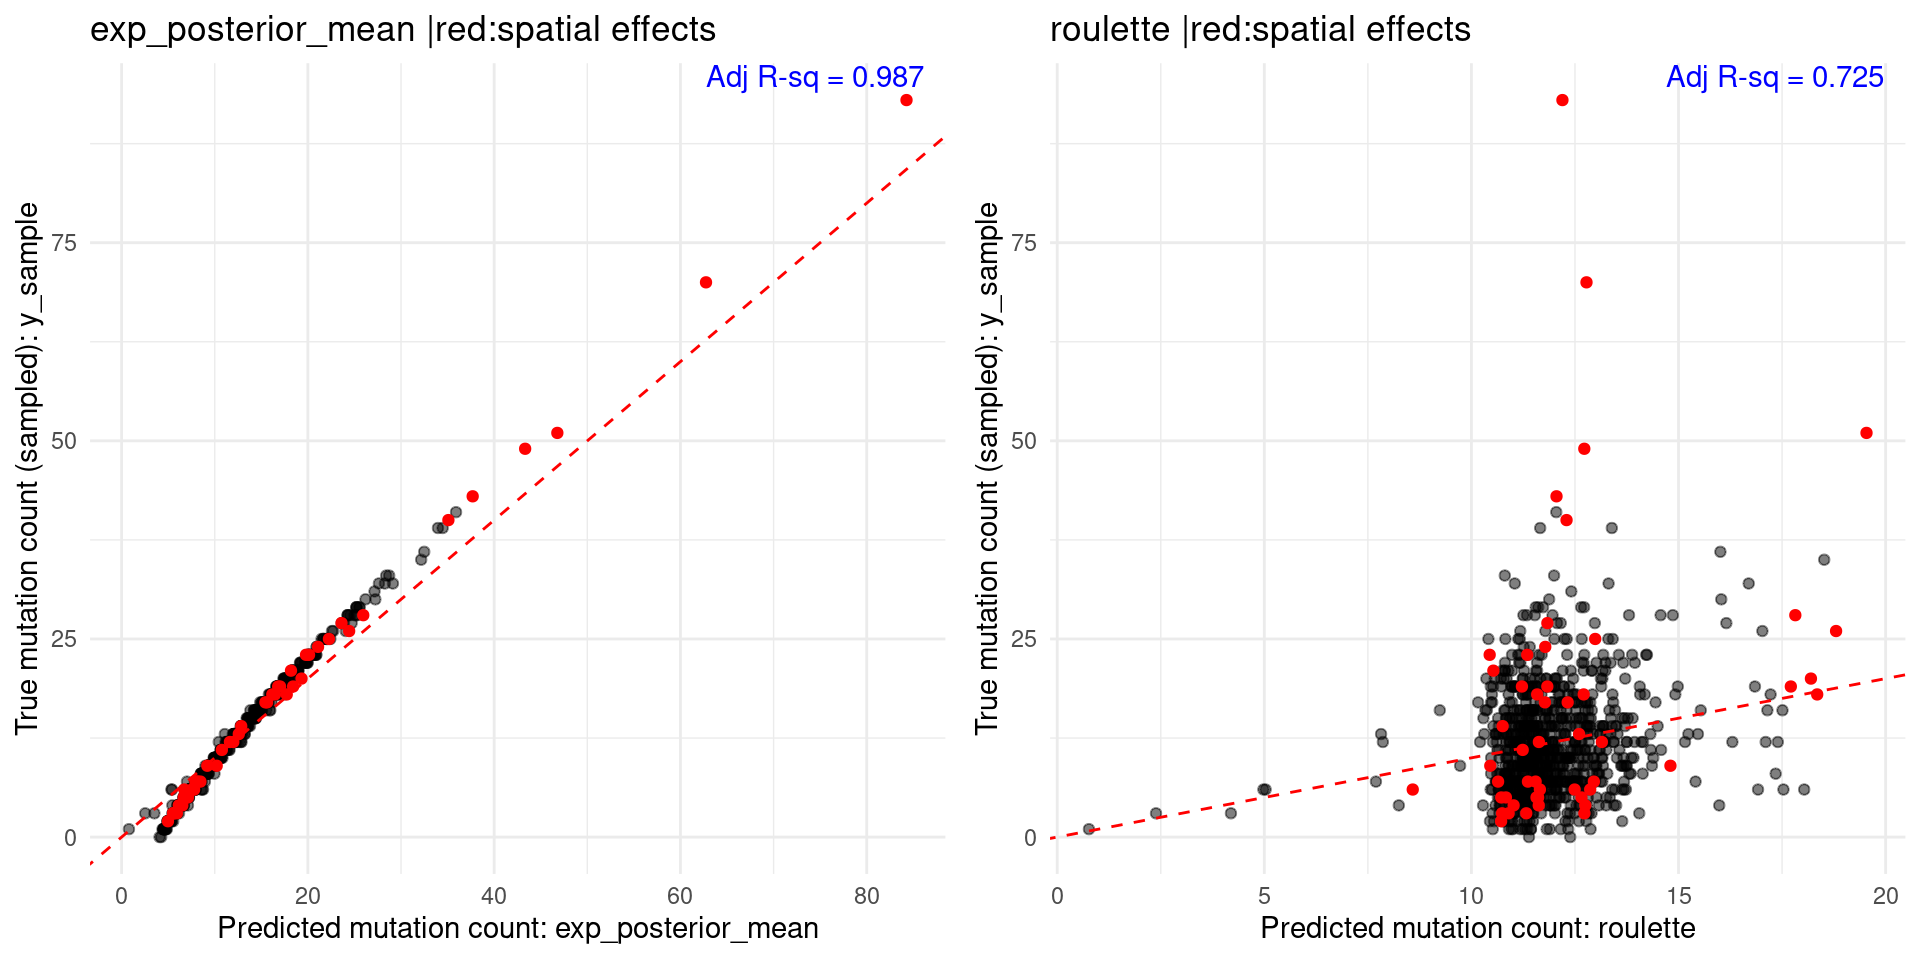 exp_posterior_mean |red:spatial effects
Adj R-sq = 0.987
True mutation count (sampled): y_sample
75
50
25
0
0 20 40 60 80
Predicted mutation count: exp_posterior_mean
roulette |red:spatial effects
Adj R-sq = 0.725
True mutation count (sampled): y_sample
75
50
25
0
0 5 10 15 20
Predicted mutation count: roulette